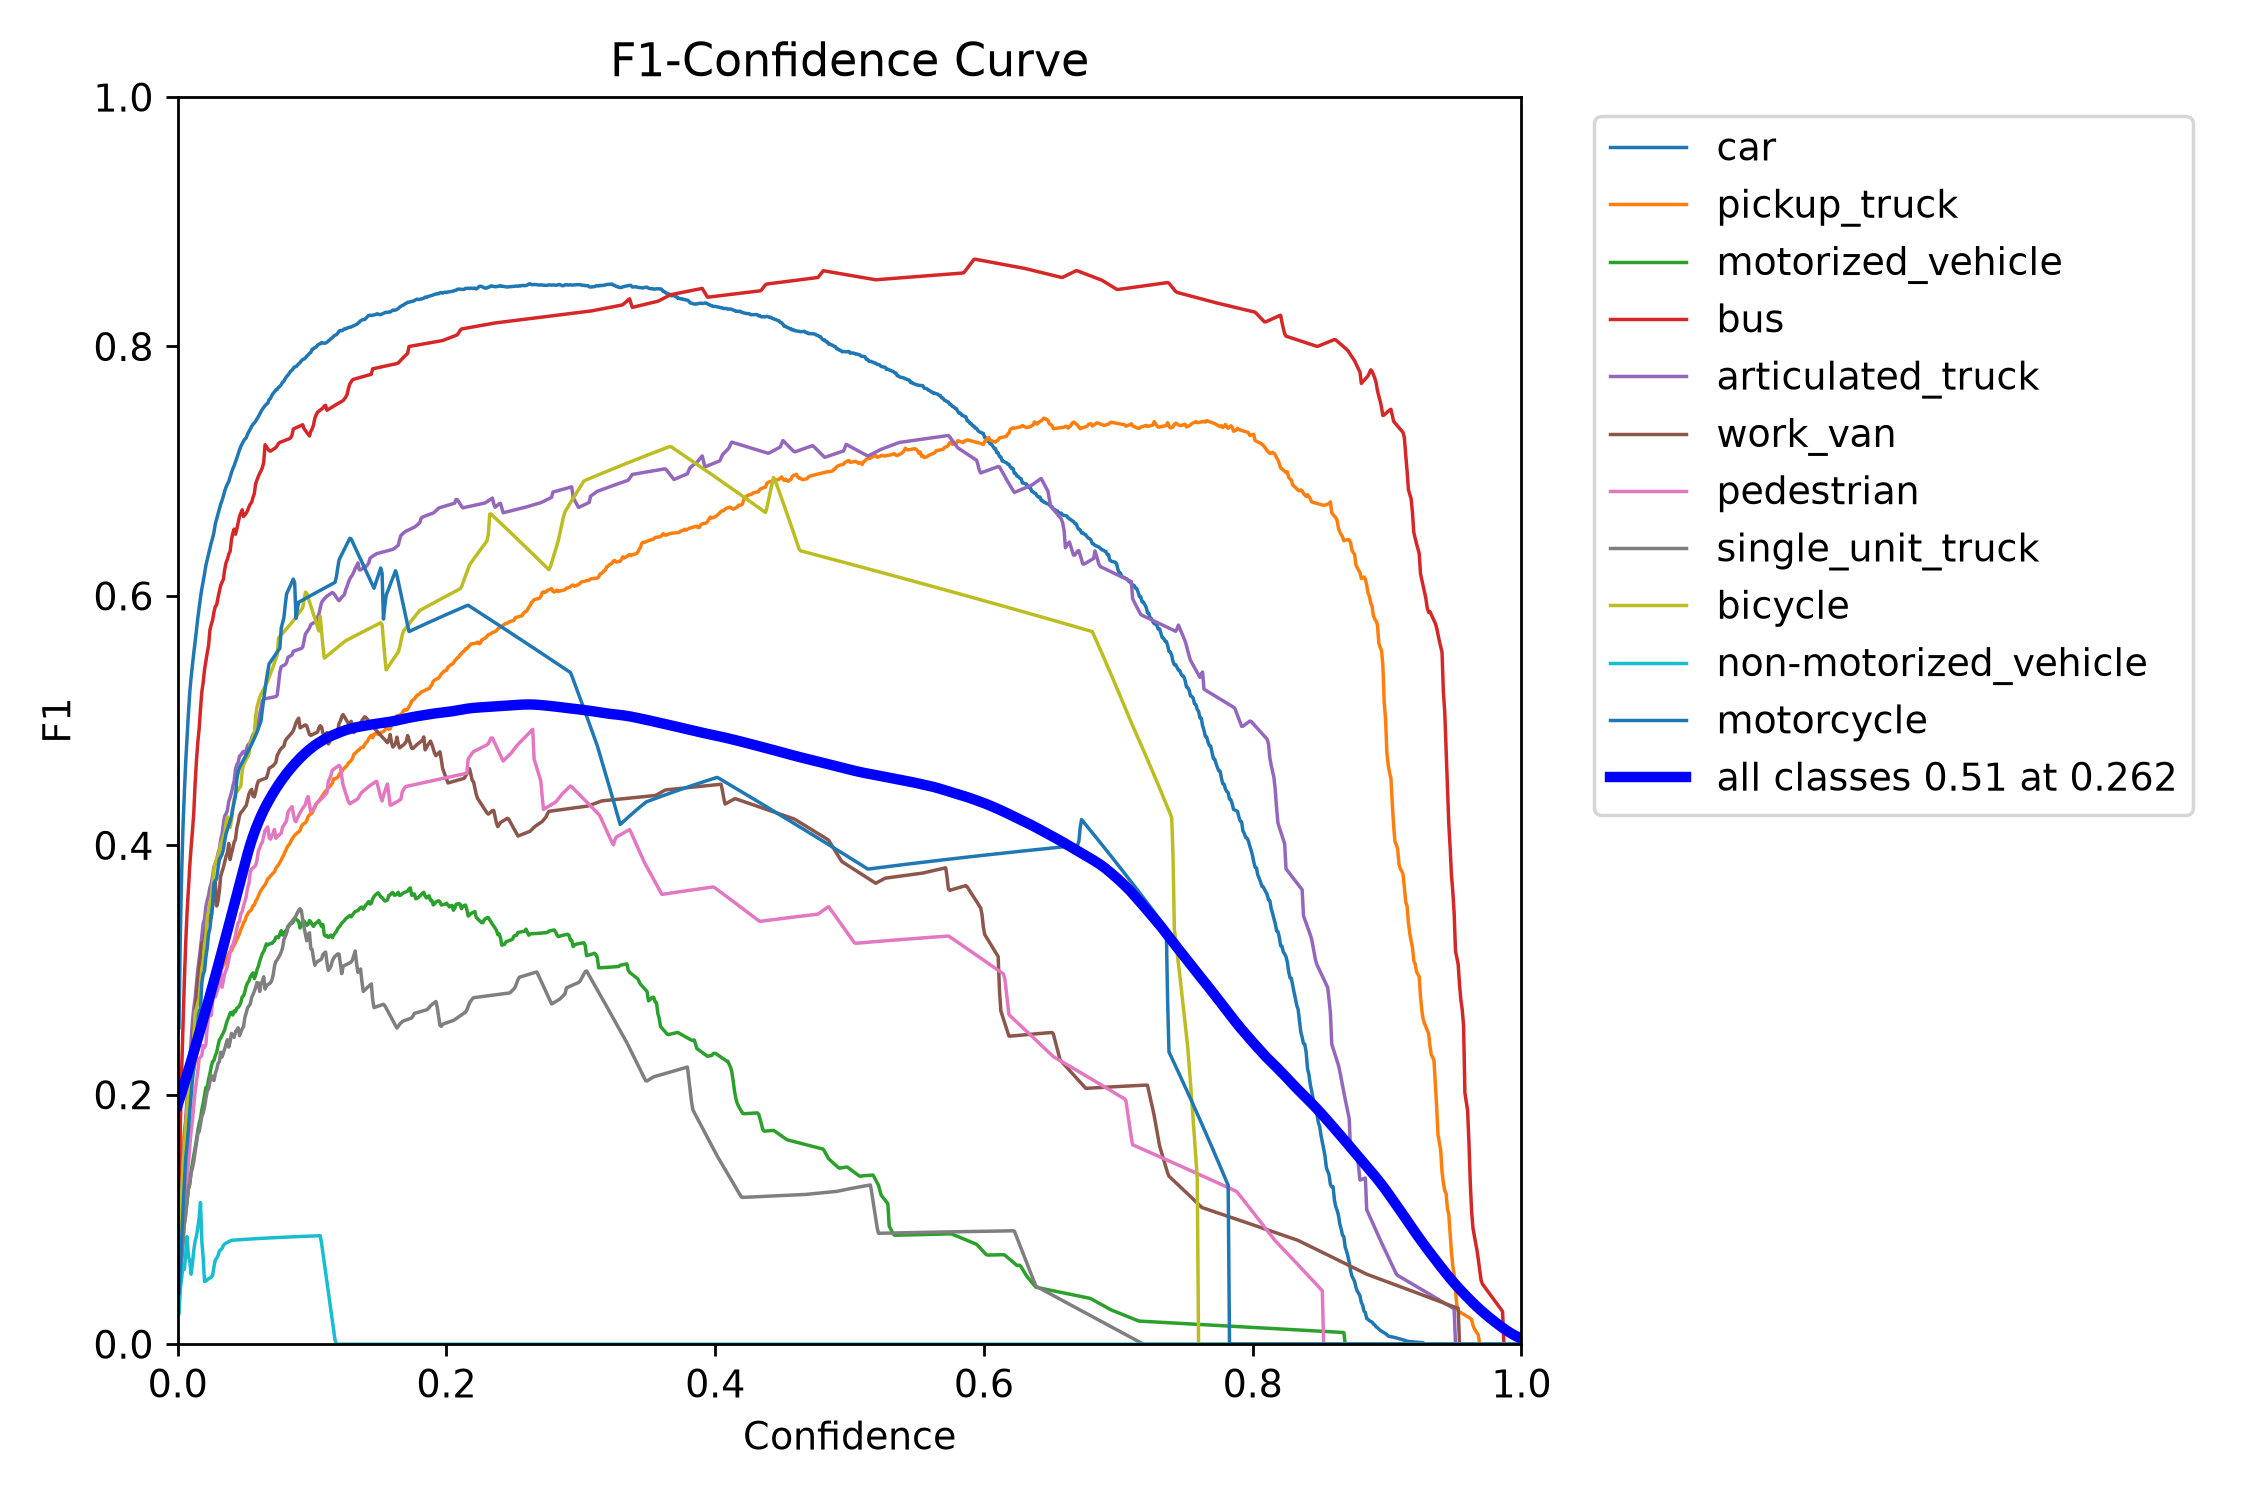 F1-Confidence Curve
1.0
0.8
0.6
0.4
0.2
0.0
F1
0.0 0.2 0.4 0.6 0.8 1.0
Confidence
car
pickup_truck
motorized_vehicle
bus
articulated_truck
work_van
pedestrian
single_unit_truck
bicycle
non-motorized_vehicle
motorcycle
all classes 0.51 at 0.262